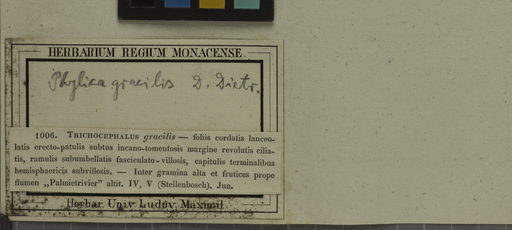 HERBARIUM REGIUM MONACENSE.
Phylica gracilis D. Dietr.
1006. TRICHOCEPHALUS gracilis — foliis cordatis lanceo-
latis erecto-patulis subtus incano-tomentosis margine revolutis cilia-
tis, ramulis subumbellatis fasciculato-villosis, capitulis terminalibus
hemisphaericis subvillosis. — Inter gramina alta et frutices prope
flumen „Palmietrivier" altit. IV, V (Stellenbosch). Jun.
Herbar. Univ. Ludov. Maximil.